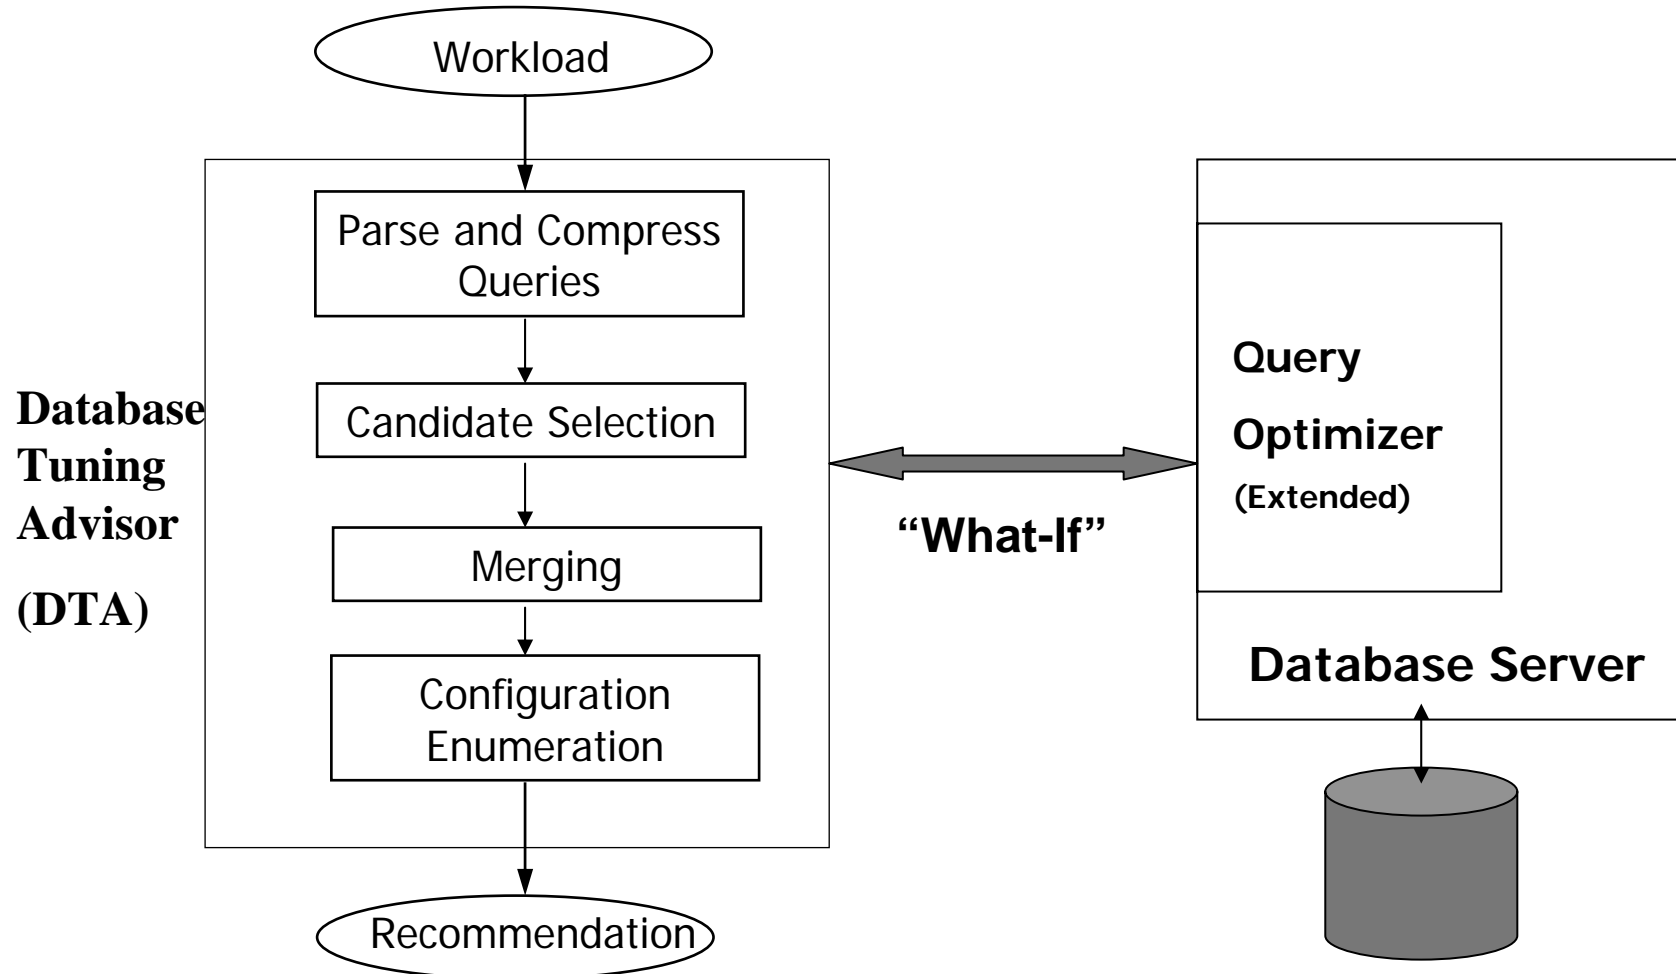 Workload
Parse and Compress
Queries
Candidate Selection
Merging
Configuration
Enumeration
Recommendation
Database
Tuning
Advisor
(DTA)
“What-If”
Query
Optimizer
(Extended)
Database Server